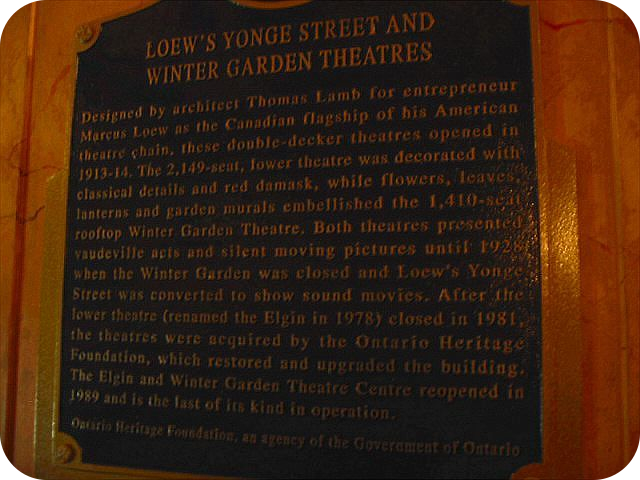 LOEW'S YONGE STREET AND
WINTER GARDEN THEATRES
Designed by architect Thomas Lamb for entrepreneur
Marcus Loew as the Canadian flagship of his American
theatre chain, these double-decker theatres opened in
1913-14. The 2,149-seat, lower theatre was decorated with
classical details and red damask, while flowers, leaves,
lanterns and garden murals embellished the 1,410-seat
rooftop Winter Garden Theatre. Both theatres presented
vaudeville acts and silent moving pictures until 1928
when the Winter Garden was closed and Loew's Yonge
Street was converted to show sound movies. After the
lower theatre (renamed the Elgin in 1978) closed in 1981,
the theatres were acquired by the Ontario Heritage
Foundation, which restored and upgraded the building.
The Elgin and Winter Garden Theatre Centre reopened in
1989 and is the last of its kind in operation.
Ontario Heritage Foundation, an agency of the Government of Ontario